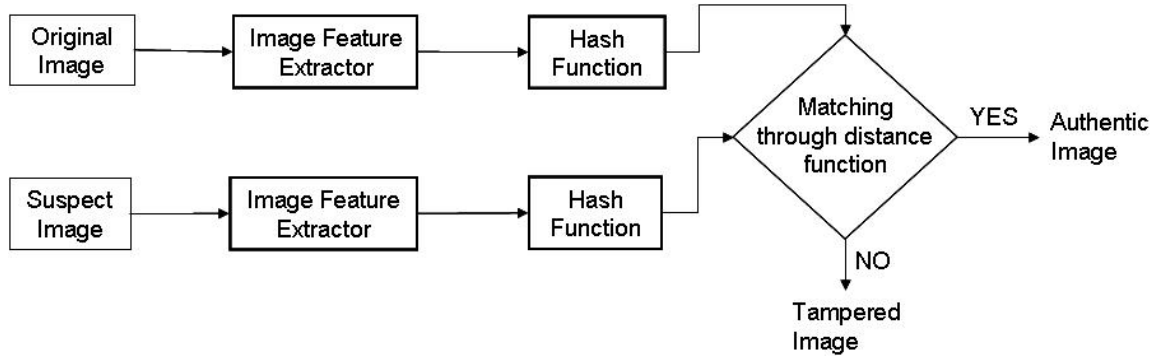 Original
Image
Image Feature
Extractor
Hash
Function
Matching
through distance
function
YES
Authentic
Image
Suspect
Image
Image Feature
Extractor
Hash
Function
NO
Tampered
Image